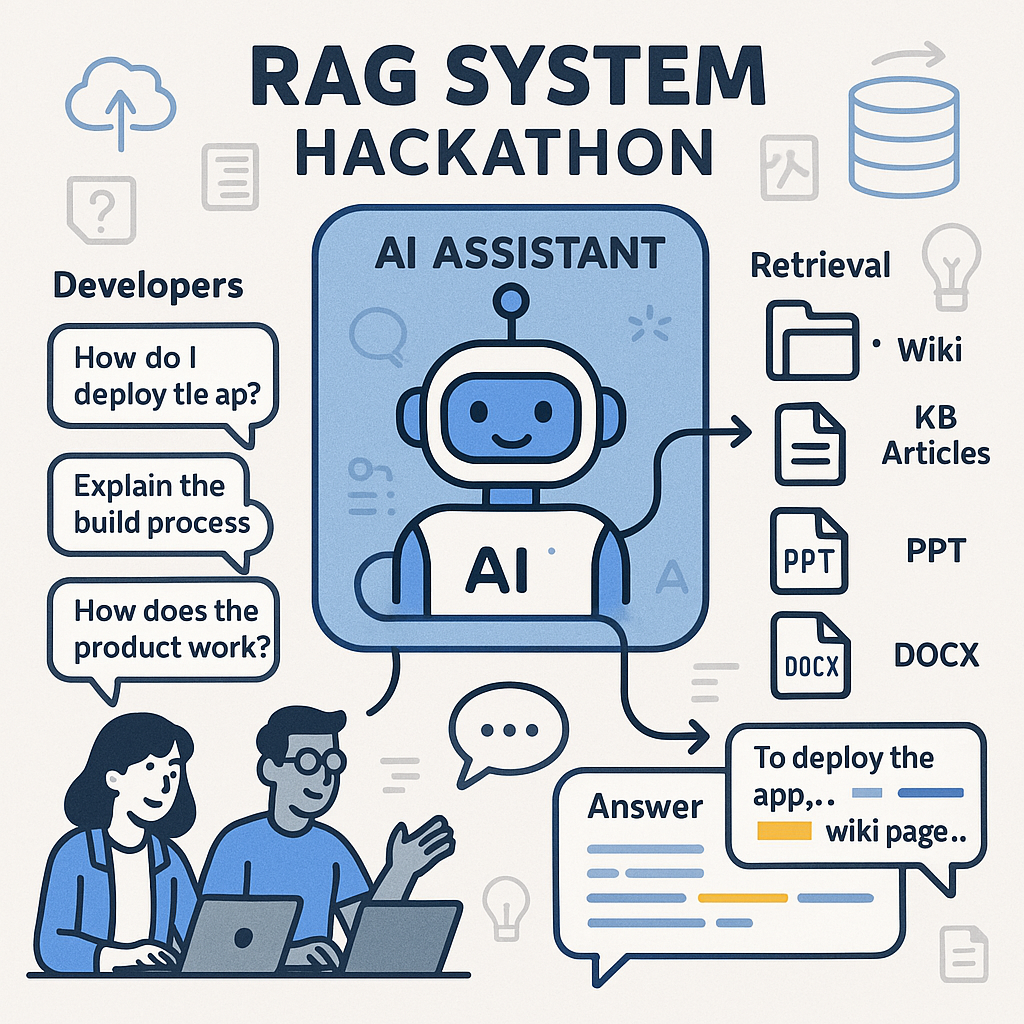 RAG SYSTEM
HACKATHON
AI ASSISTANT
Developers
How do I
deploy tle ap?
Explain the
build process
How does the
product work?
AI
A
Retrieval
Wiki
KB
Articles
PPT
PPT
DOCX
DOCX
Answer
To deploy the
app,..
wiki page..
?